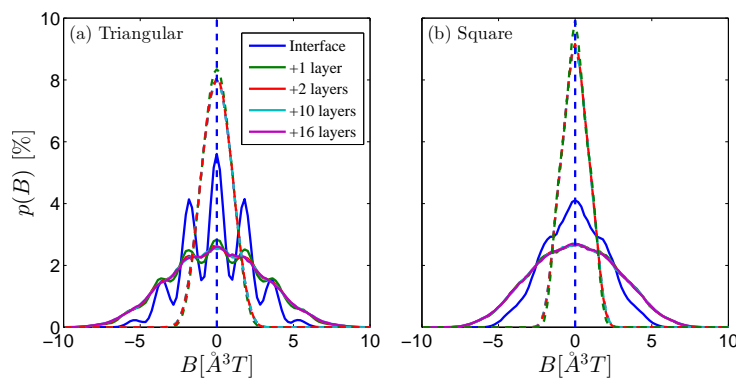 (a) Triangular
(b) Square
Interface
+1 layer
+2 layers
+10 layers
+16 layers
p(B) [%]
10
8
6
4
2
0
−10
−5
0
5
10
−10
−5
0
5
10
B[Å³T]
B[Å³T]